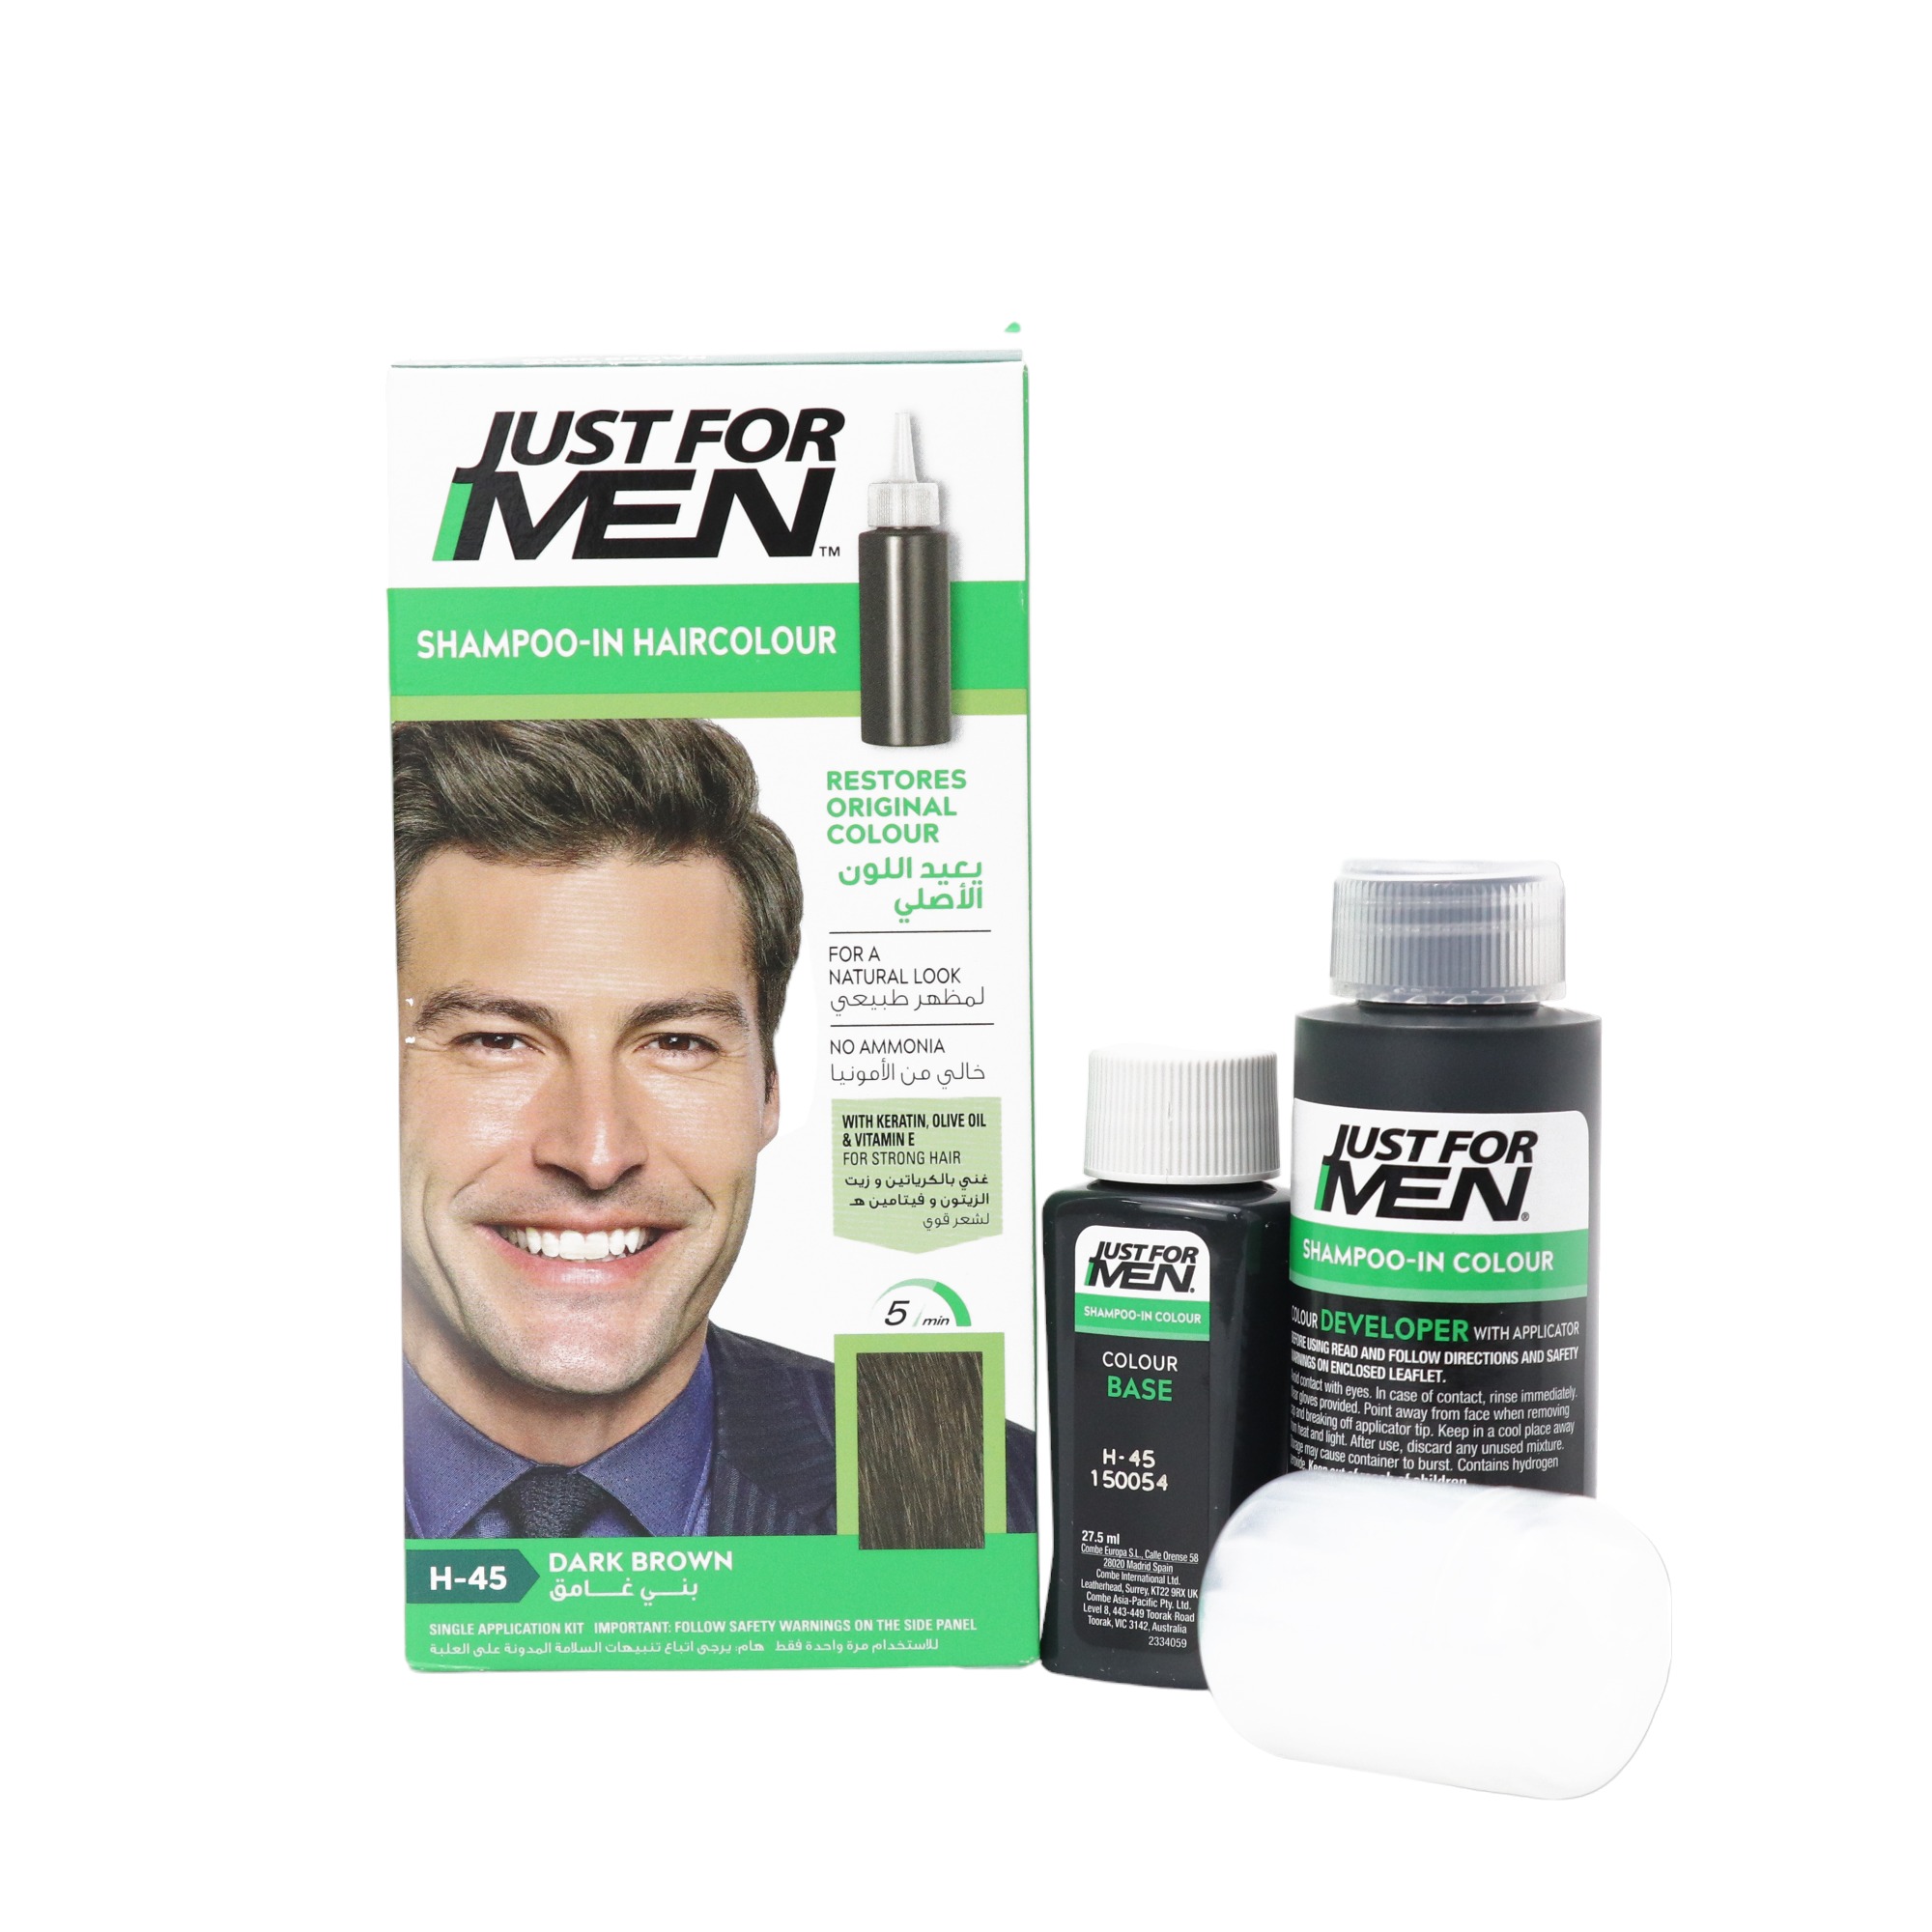 JUST FOR
MEN™
SHAMPOO-IN HAIRCOLOUR
RESTORES
ORIGINAL
COLOUR
يعيد اللون
الأصلي
FOR A
NATURAL LOOK
لمظهر طبيعي
NO AMMONIA
خالي من الأمونيا
WITH KERATIN, OLIVE OIL
& VITAMIN E
FOR STRONG HAIR
غني بالكرياتين و زيت
الزيتون و فيتامين هـ
لشعر قوي
5 /min
H-45
DARK BROWN
بني غامق
SINGLE APPLICATION KIT IMPORTANT: FOLLOW SAFETY WARNINGS ON THE SIDE PANEL
للاستخدام مرة واحدة فقط هام: يرجى اتباع تنبيهات السلامة المدونة على العلبة
JUST FOR
MEN.
SHAMPOO-IN COLOUR
COLOUR
BASE
H-45
150054
27.5 ml
Combe Europa S.L., Calle Orense 58
28020 Madrid Spain
Combe International Ltd.
Leatherhead, Surrey, KT22 9RX UK
Combe Asia-Pacific Pty. Ltd.
Level 8, 443-449 Toorak Road
Toorak, VIC 3142, Australia
2334059
JUST FOR
MEN®
SHAMPOO-IN COLOUR
COLOUR DEVELOPER WITH APPLICATOR
USING READ AND FOLLOW DIRECTIONS AND SAFETY
ON ENCLOSED LEAFLET.
contact with eyes. In case of contact, rinse immediately.
gloves provided. Point away from face when removing
and breaking off applicator tip. Keep in a cool place away
heat and light. After use, discard any unused mixture.
may cause container to burst. Contains hydrogen
Keep out of reach of children